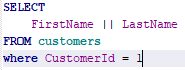 SELECT
FirstName || LastName
FROM customers
where CustomerId = 1